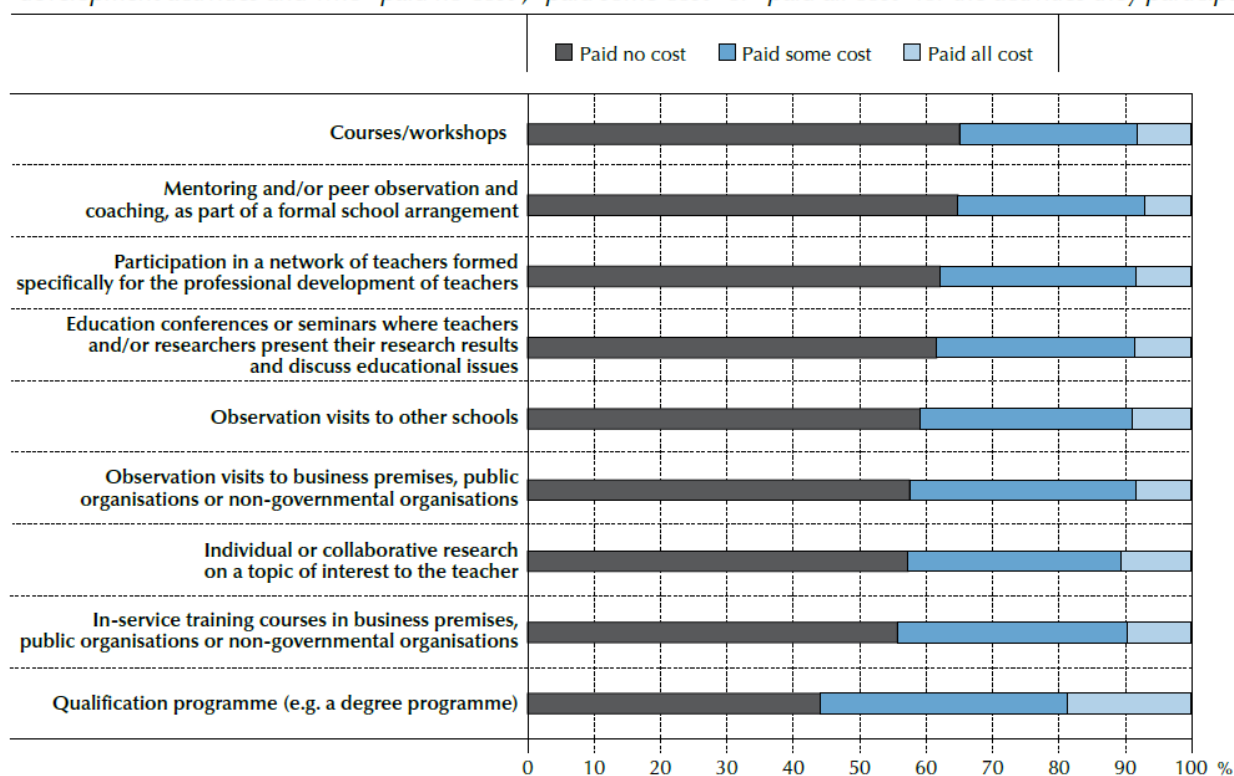 Paid no cost Paid some cost Paid all cost
Courses/workshops
Mentoring and/or peer observation and
coaching, as part of a formal school arrangement
Participation in a network of teachers formed
specifically for the professional development of teachers
Education conferences or seminars where teachers
and/or researchers present their research results
and discuss educational issues
Observation visits to other schools
Observation visits to business premises, public
organisations or non-governmental organisations
Individual or collaborative research
on a topic of interest to the teacher
In-service training courses in business premises,
public organisations or non-governmental organisations
Qualification programme (e.g. a degree programme)
0 10 20 30 40 50 60 70 80 90 100 %